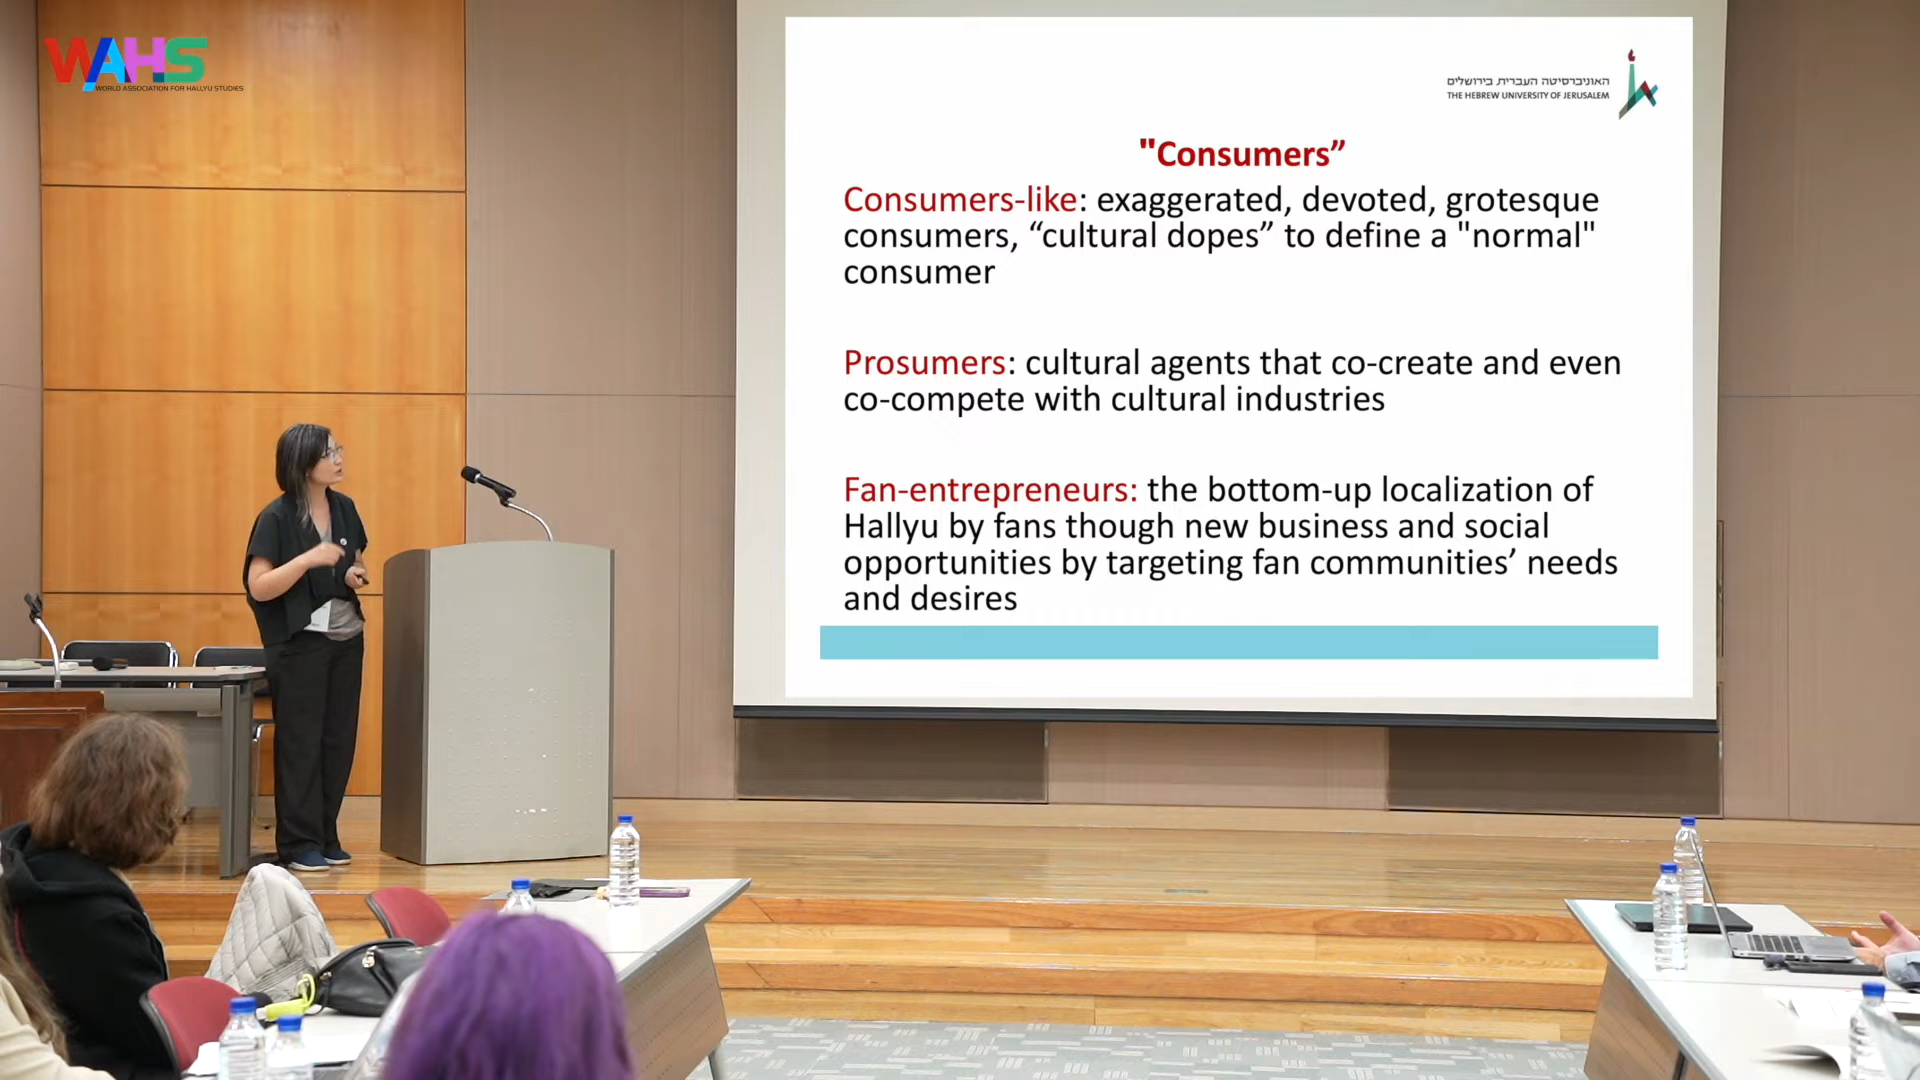 WAHS
WORLD ASSOCIATION FOR HALLYU STUDIES
האוניברסיטה העברית בירושלים
THE HEBREW UNIVERSITY OF JERUSALEM
"Consumers”
Consumers-like: exaggerated, devoted, grotesque
consumers, “cultural dopes” to define a "normal"
consumer
Prosumers: cultural agents that co-create and even
co-compete with cultural industries
Fan-entrepreneurs: the bottom-up localization of
Hallyu by fans though new business and social
opportunities by targeting fan communities’ needs
and desires